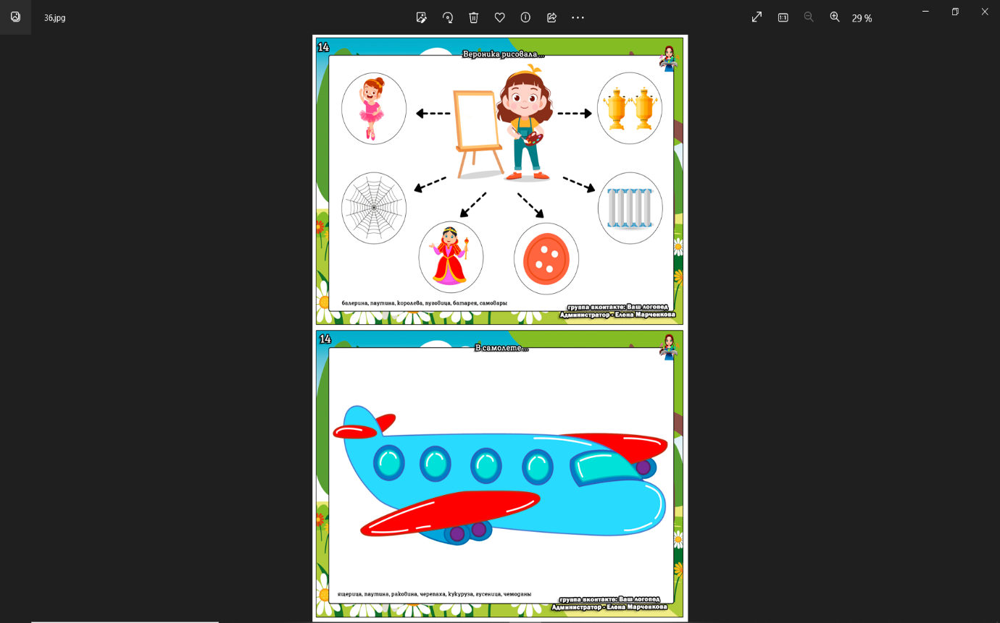 36.jpg
29 %
14
Вероника рисовала...
балерина, паутина, королева, пуговица, батарея, самовары
группа вконтакте: Ваш логопед
Администратор - Елена Марченкова
14
В самолете...
ящерица, паутина, раковина, черепаха, кукуруза, гусеница, чемоданы
группа вконтакте: Ваш логопед
Администратор - Елена Марченкова